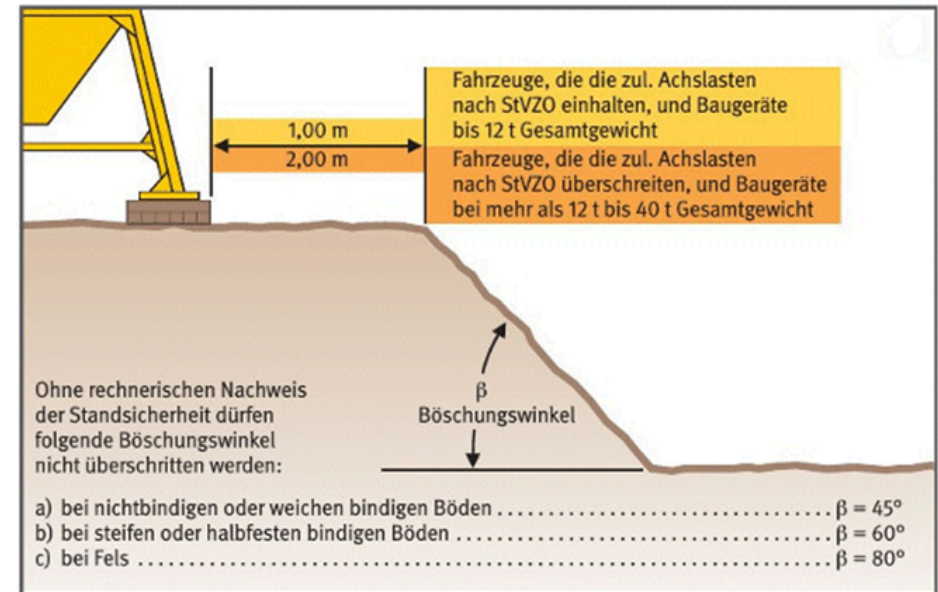 Fahrzeuge, die die zul. Achslasten
nach StVZO einhalten, und Baugeräte
bis 12 t Gesamtgewicht
1,00 m
2,00 m
Fahrzeuge, die die zul. Achslasten
nach StVZO überschreiten, und Baugeräte
bei mehr als 12 t bis 40 t Gesamtgewicht
β
Böschungswinkel
Ohne rechnerischen Nachweis
der Standsicherheit dürfen
folgende Böschungswinkel
nicht überschritten werden:
a) bei nichtbindigen oder weichen bindigen Böden ................................ β = 45°
b) bei steifen oder halbfesten bindigen Böden .................................... β = 60°
c) bei Fels .................................................................. β = 80°